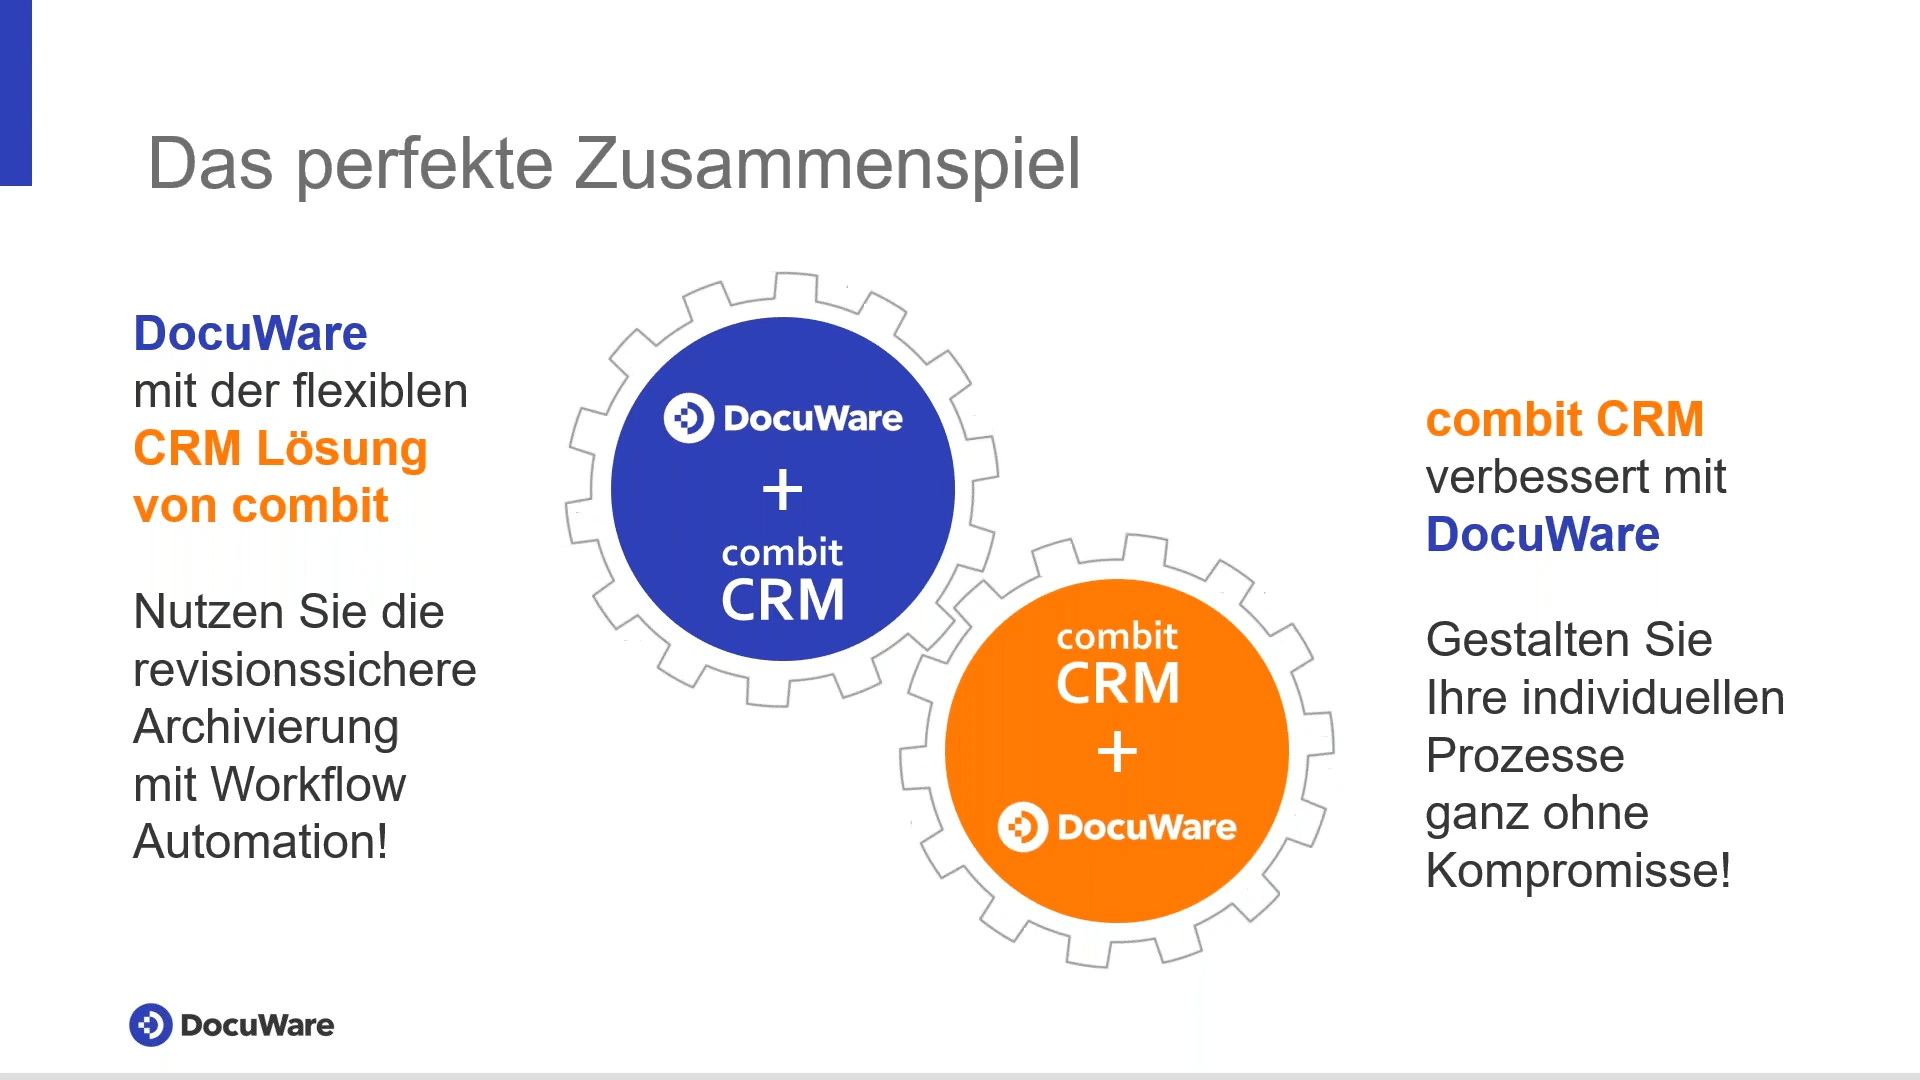 Das perfekte Zusammenspiel
DocuWare
mit der flexiblen
CRM Lösung
von combit
Nutzen Sie die
revisionssichere
Archivierung
mit Workflow
Automation!
DocuWare
+
combit
CRM
combit
CRM
+
DocuWare
combit CRM
verbessert mit
DocuWare
Gestalten Sie
Ihre individuellen
Prozesse
ganz ohne
Kompromisse!
DocuWare